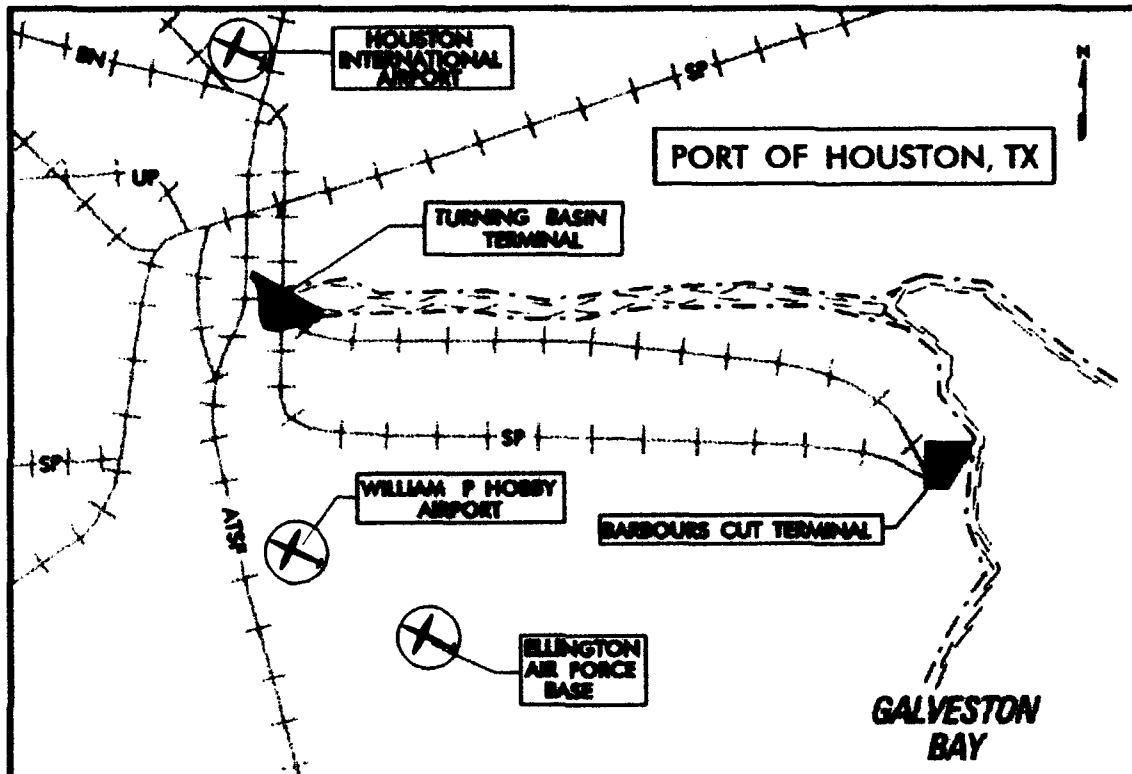 BN
HOUSTON
INTERNATIONAL
AIRPORT
SP
N
PORT OF HOUSTON, TX
UP
TURNING BASIN
TERMINAL
SP
SP
WILLIAM P HOBBY
AIRPORT
ATSF
BARBOURS CUT TERMINAL
ELLINGTON
AIR FORCE
BASE
GALVESTON
BAY